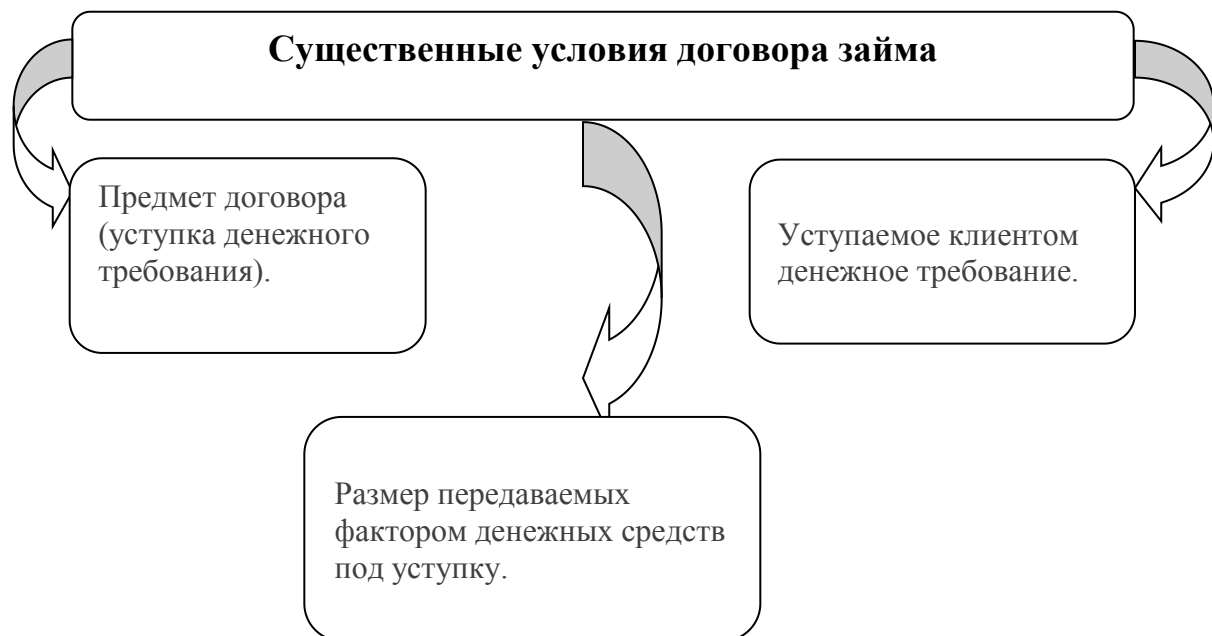 Существенные условия договора займа
Предмет договора
(уступка денежного
требования).
Уступаемое клиентом
денежное требование.
Размер передаваемых
фактором денежных средств
под уступку.